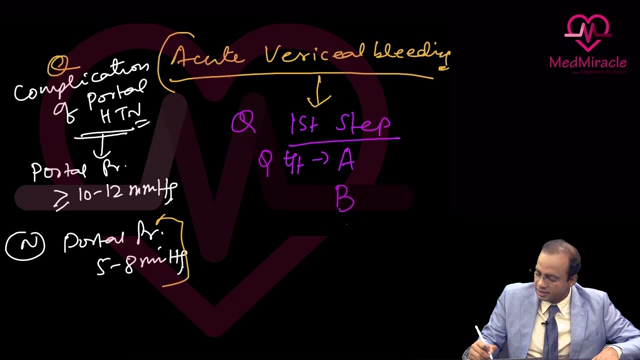 Q
Complication
of Portal
HTN
Portal Pr.
≥ 10-12 mmHg
N Portal Pr.
5-8 mmHg
Acute Vericeal bleeding
Q 1st Step
Q → A
B
MedMiracle